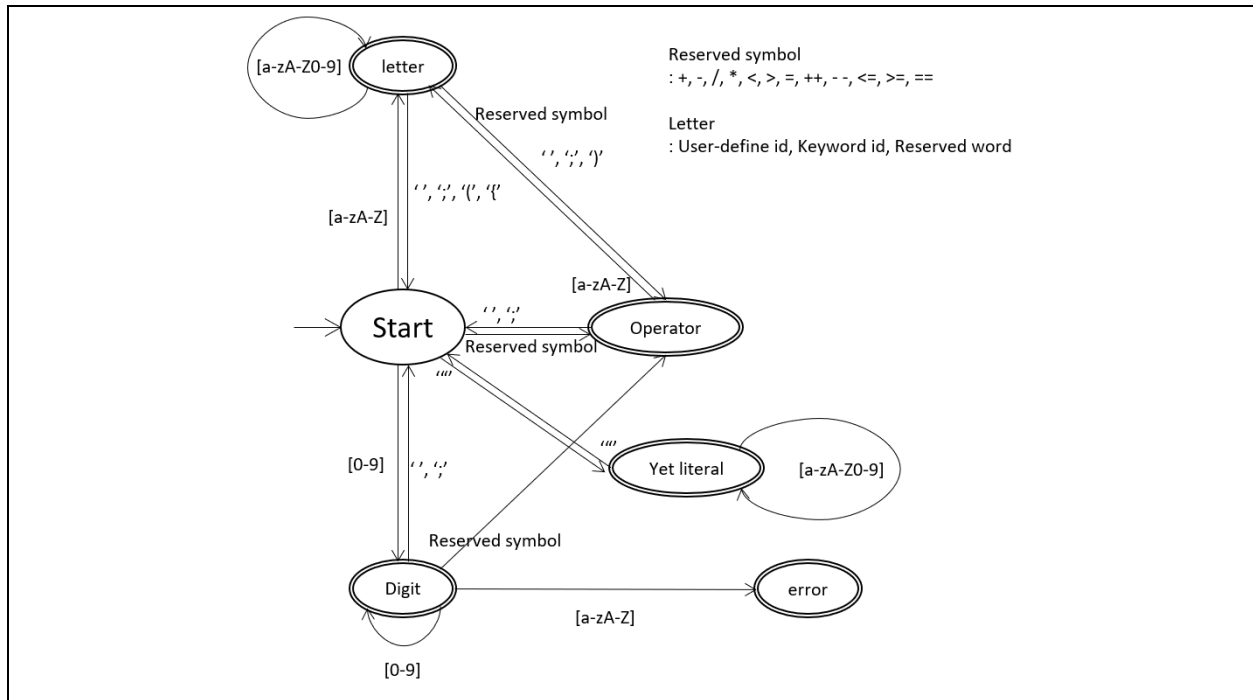 [a-zA-Z0-9]
letter
Reserved symbol
: +, -, /, *, <, >, =, ++, - -, <=, >=, ==
Letter
: User-define id, Keyword id, Reserved word
Reserved symbol
‘ ’, ‘;’, ‘)’
[a-zA-Z]
‘ ’, ‘;’, ‘(’, ‘{’
[a-zA-Z]
Start
‘ ’, ‘;’
Operator
Reserved symbol
‘“’
‘“’
[0-9]
‘ ’, ‘;’
Yet literal
[a-zA-Z0-9]
Reserved symbol
Digit
error
[a-zA-Z]
[0-9]